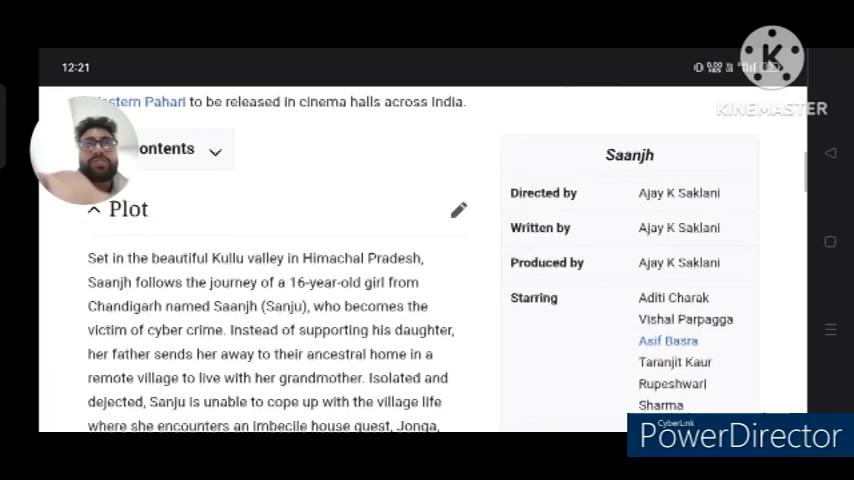 12:21
KINEMASTER
estern Pahari to be released in cinema halls across India.
ontents
Plot
Set in the beautiful Kullu valley in Himachal Pradesh,
Saanjh follows the journey of a 16-year-old girl from
Chandigarh named Saanjh (Sanju), who becomes the
victim of cyber crime. Instead of supporting his daughter,
her father sends her away to their ancestral home in a
remote village to live with her grandmother. Isolated and
dejected, Sanju is unable to cope up with the village life
where she encounters an imbecile house guest, Jonga,
Saanjh
Directed by Ajay K Saklani
Written by Ajay K Saklani
Produced by Ajay K Saklani
Starring Aditi Charak
Vishal Parpagga
Asif Basra
Taranjit Kaur
Rupeshwari
Sharma
CyberLink
PowerDirector